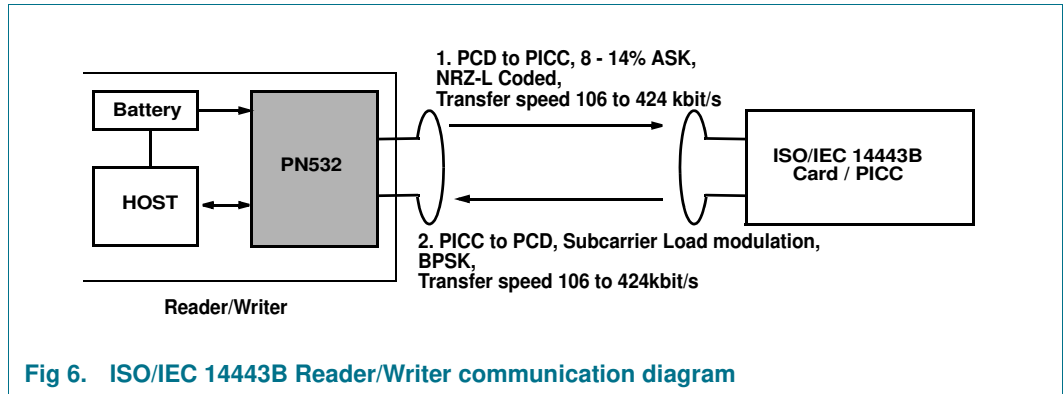 1. PCD to PICC, 8 - 14% ASK,
NRZ-L Coded,
Transfer speed 106 to 424 kbit/s
Battery
PN532
HOST
ISO/IEC 14443B
Card / PICC
2. PICC to PCD, Subcarrier Load modulation,
BPSK,
Transfer speed 106 to 424kbit/s
Reader/Writer
Fig 6. ISO/IEC 14443B Reader/Writer communication diagram